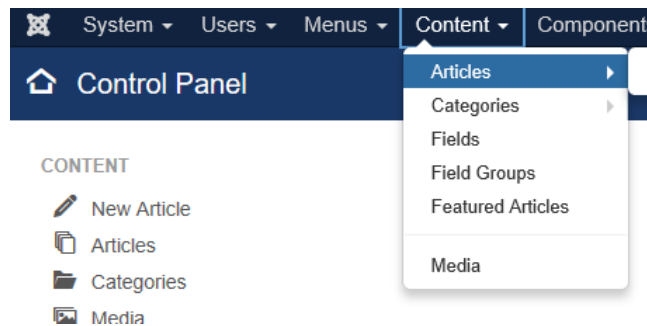 System Users Menus Content Component
Control Panel
Articles
Categories
Fields
Field Groups
Featured Articles
Media
CONTENT
New Article
Articles
Categories
Media